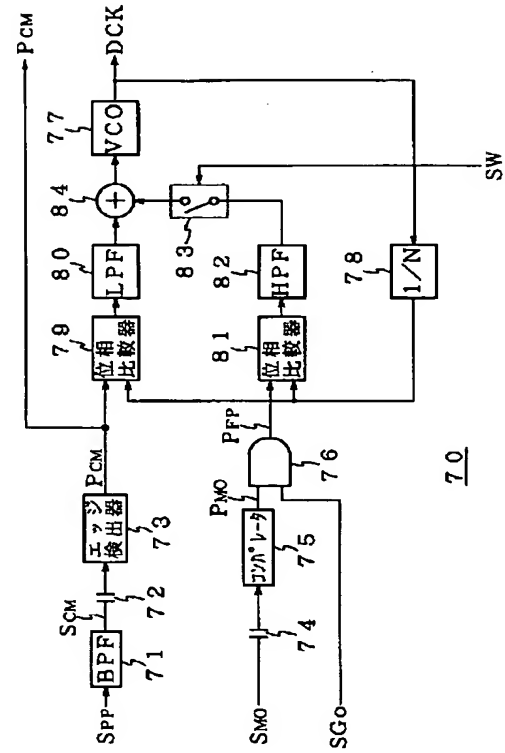 PCM
SPP
BPF
71
SCM
72
エッジ
検出器
73
PCM
位相
比較器
79
LPF
80
84
VCO
77
DCK
83
SW
SMO
74
コンパレータ
75
PMO
76
PFP
位相
比較器
81
HPF
82
1/N
78
SGo
70